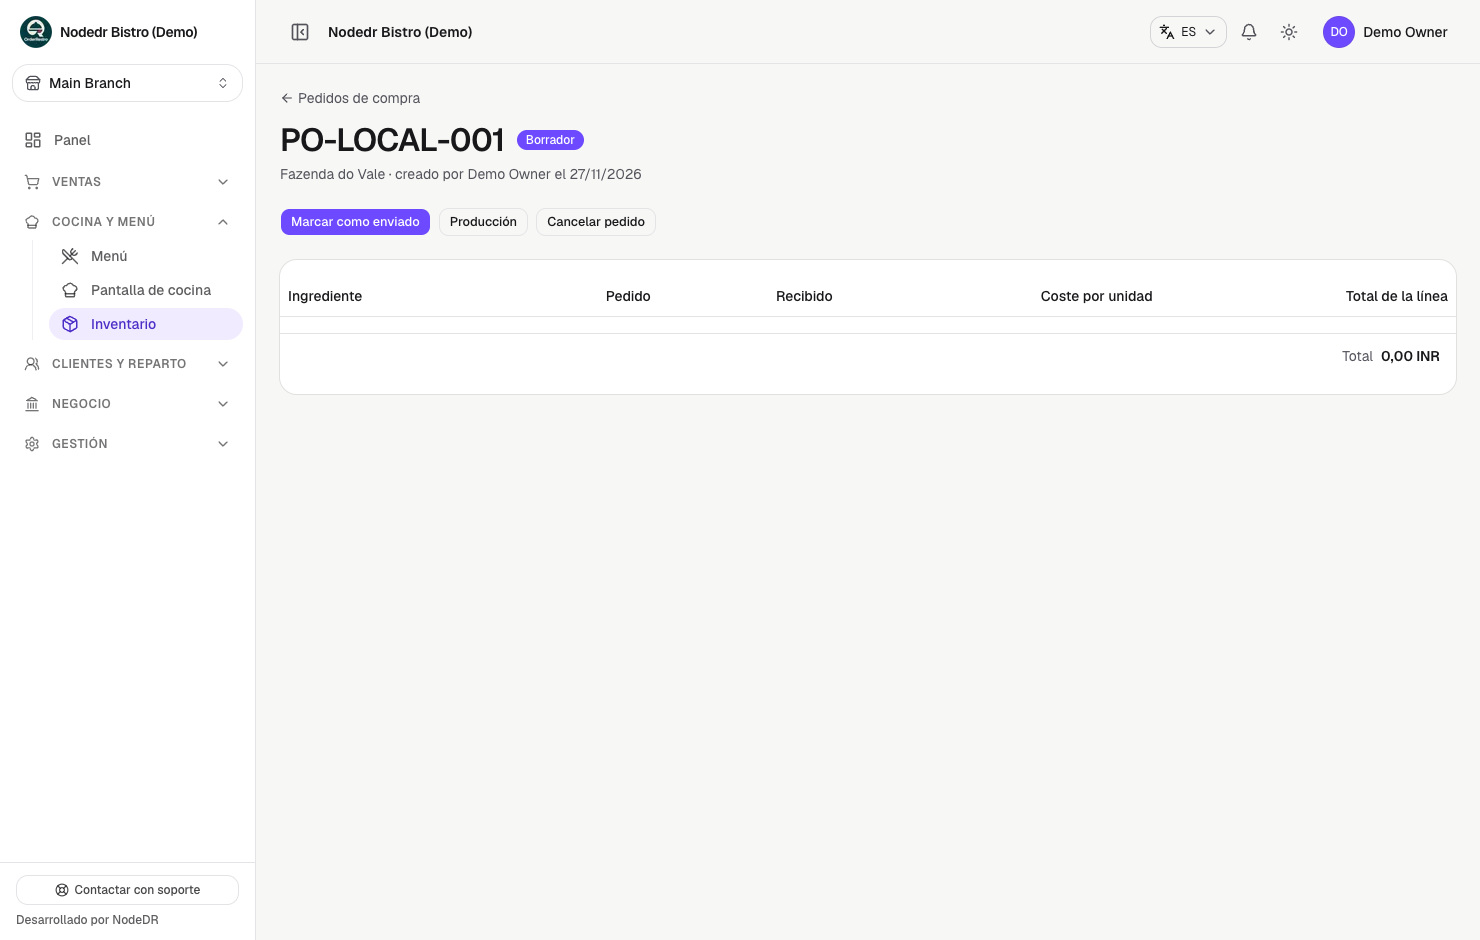 Nodedr Bistro (Demo)
Main Branch
Panel
VENTAS
COCINA Y MENÚ
Menú
Pantalla de cocina
Inventario
CLIENTES Y REPARTO
NEGOCIO
GESTIÓN
Contactar con soporte
Desarrollado por NodeDR
Nodedr Bistro (Demo)
ES
DO
Demo Owner
Pedidos de compra
PO-LOCAL-001
Borrador
Fazenda do Vale · creado por Demo Owner el 27/11/2026
Marcar como enviado
Producción
Cancelar pedido
Ingrediente Pedido Recibido Coste por unidad Total de la línea
Total 0,00 INR